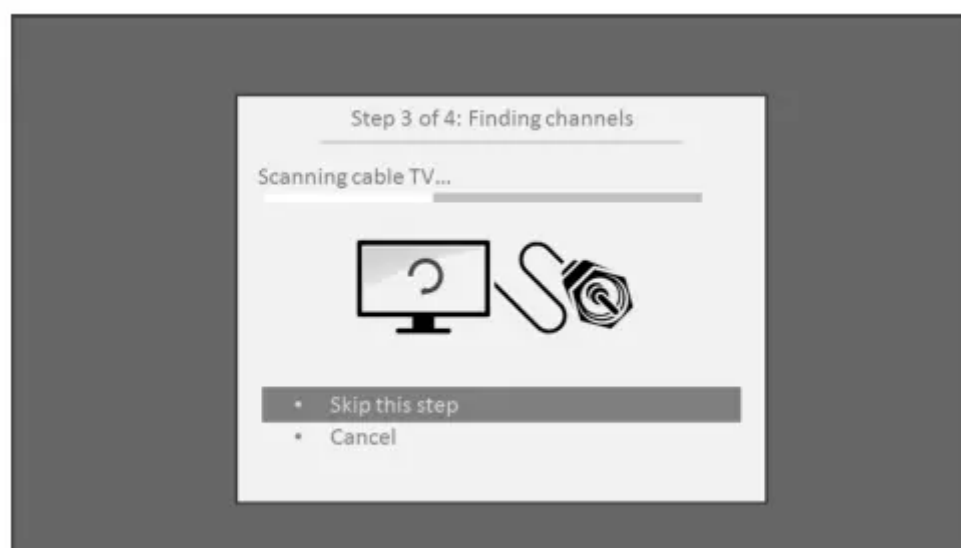 Step 3 of 4: Finding channels
Scanning cable TV...
• Skip this step
• Cancel